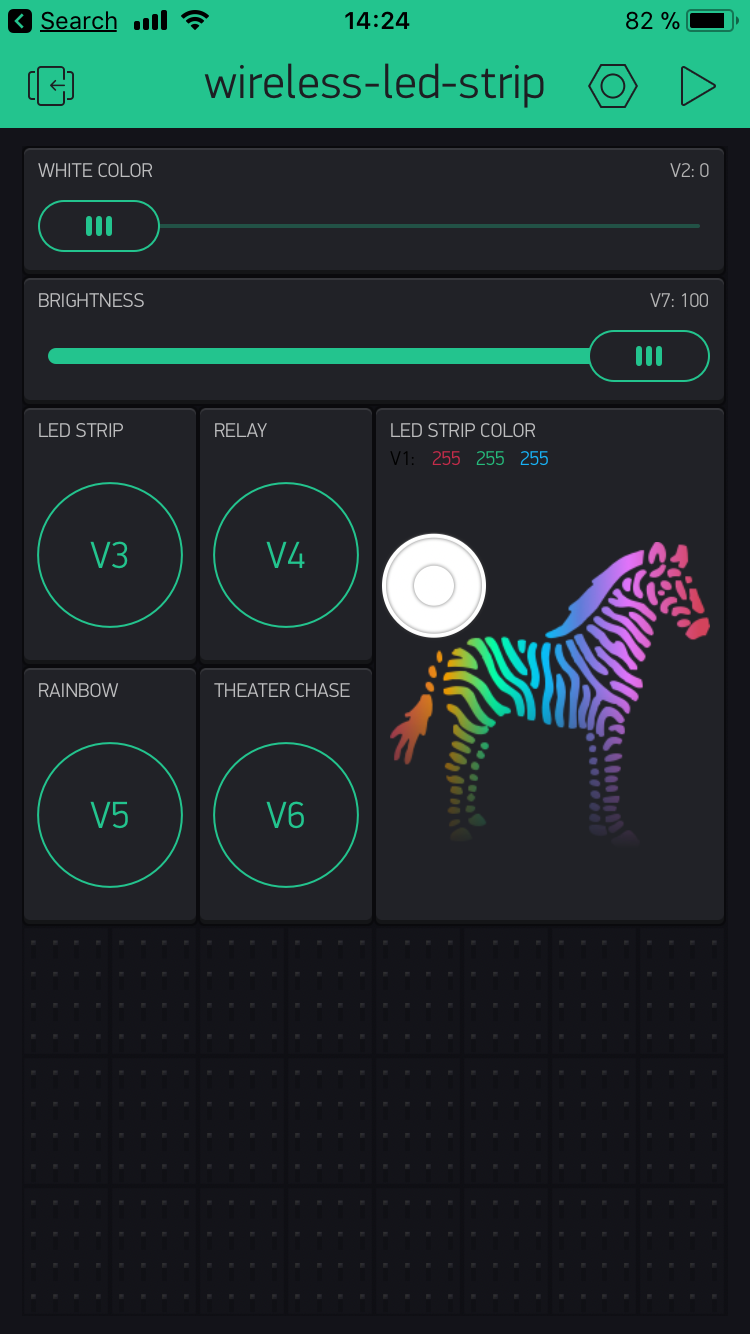 Search 14:24 82 %
wireless-led-strip
WHITE COLOR V2: 0
BRIGHTNESS V7: 100
LED STRIP RELAY LED STRIP COLOR
V1: 255 255 255
V3 V4
RAINBOW THEATER CHASE
V5 V6